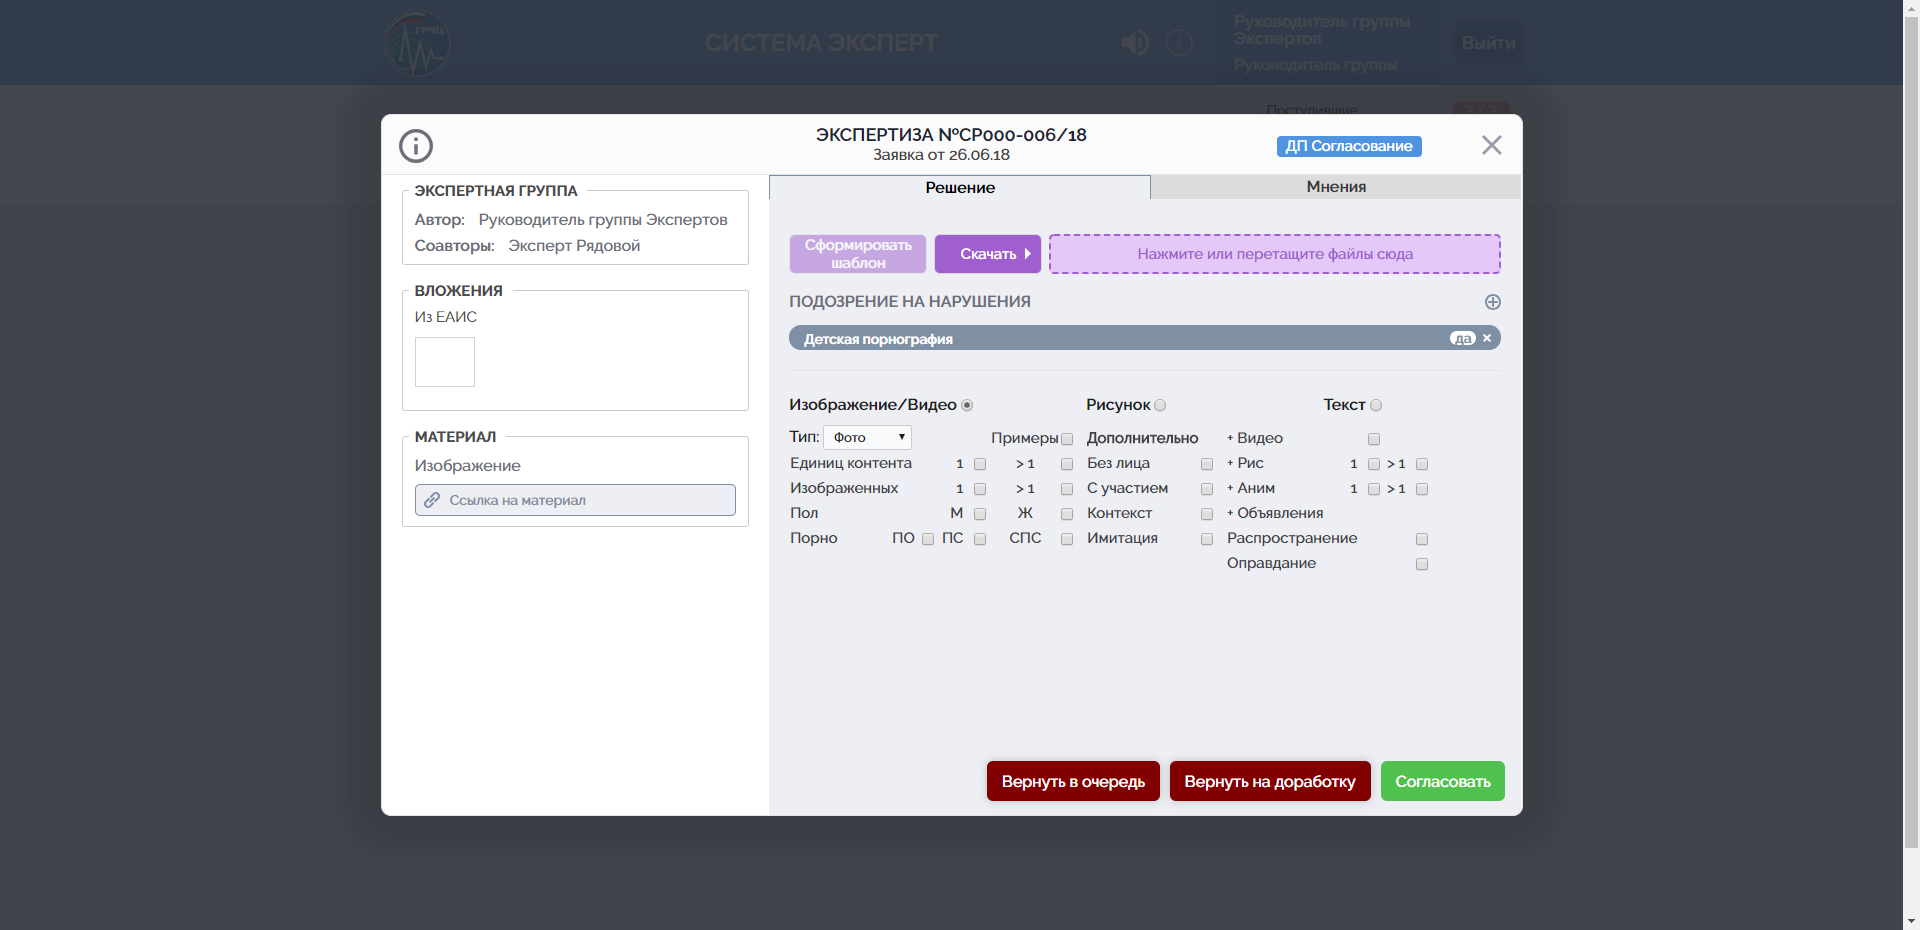 ГРЧЦ
СИСТЕМА ЭКСПЕРТ
Руководитель группы
Экспертов
Руководитель группы
Выйти
Поступившие
ЭКСПЕРТИЗА №СР000-006/18
Заявка от 26.06.18
ДП Согласование
ЭКСПЕРТНАЯ ГРУППА
Автор: Руководитель группы Экспертов
Соавторы: Эксперт Рядовой
ВЛОЖЕНИЯ
Из ЕАИС
МАТЕРИАЛ
Изображение
Ссылка на материал
Решение
Мнения
Сформировать
шаблон
Скачать
Нажмите или перетащите файлы сюда
ПОДОЗРЕНИЕ НА НАРУШЕНИЯ
Детская порнография да
Изображение/Видео Рисунок Текст
Тип: Фото Примеры Дополнительно + Видео
Единиц контента 1 > 1 Без лица + Рис 1 > 1
Изображенных 1 > 1 С участием + Аним 1 > 1
Пол М Ж Контекст + Объявления
Порно ПО ПС СПС Имитация Распространение
Оправдание
Вернуть в очередь
Вернуть на доработку
Согласовать